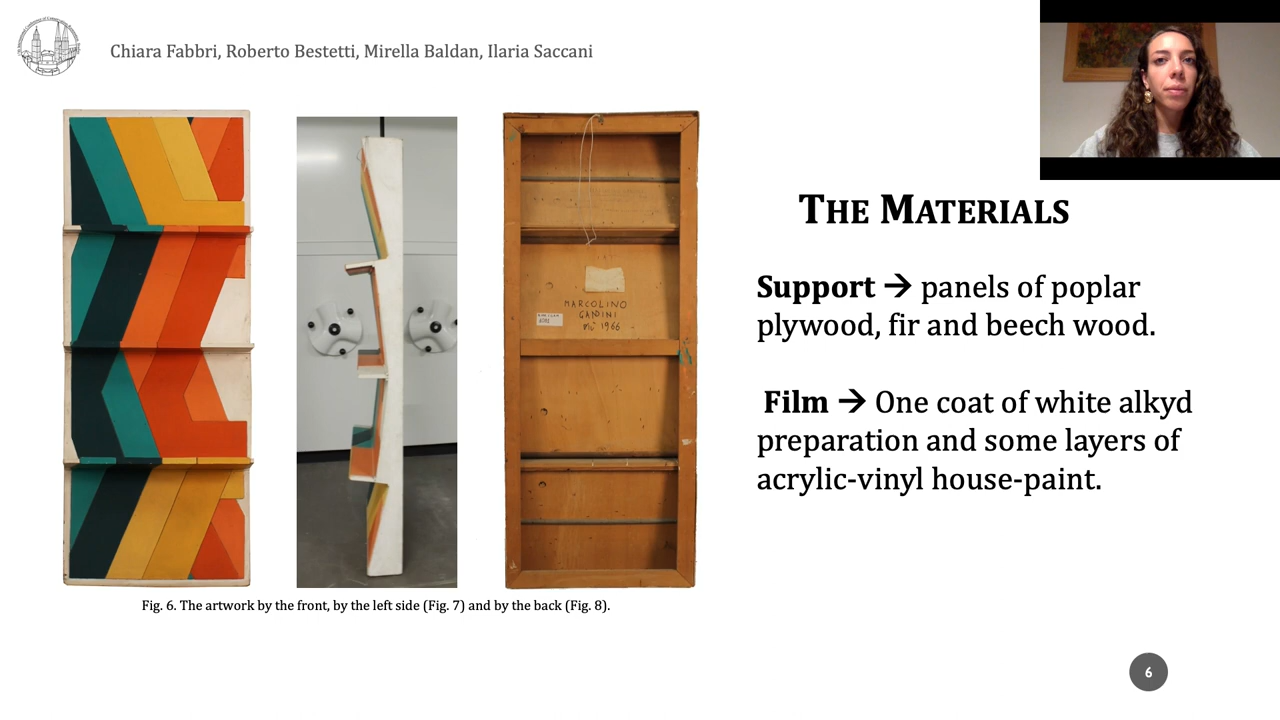 Chiara Fabbri, Roberto Bestetti, Mirella Baldan, Ilaria Saccani
THE MATERIALS
Support → panels of poplar
plywood, fir and beech wood.
Film → One coat of white alkyd
preparation and some layers of
acrylic-vinyl house-paint.
MARCOLINO
GANDINI
1966
Fig. 6. The artwork by the front, by the left side (Fig. 7) and by the back (Fig. 8).
6